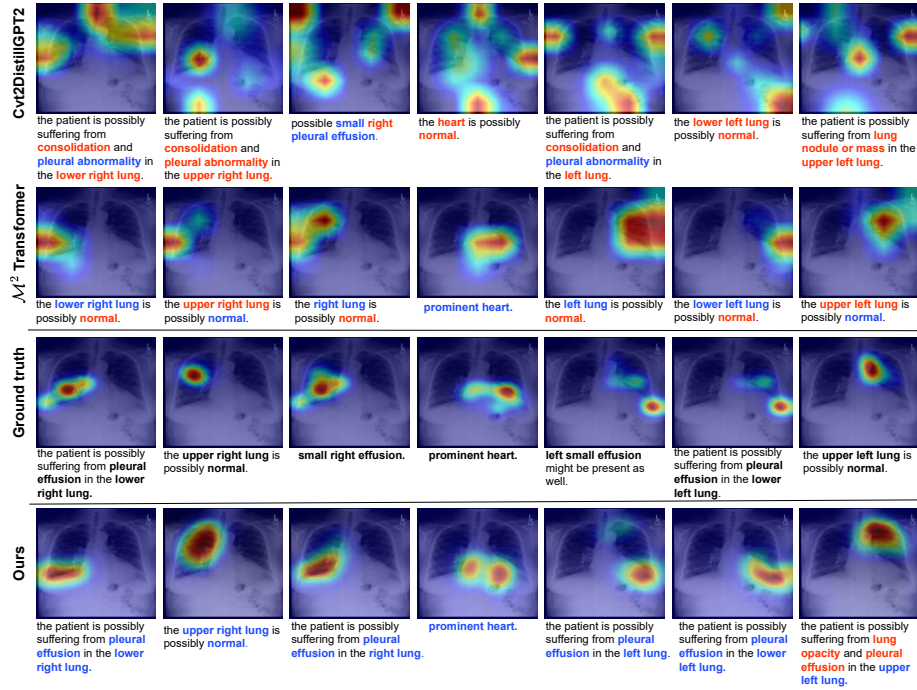 Cvt2DistilGPT2
the patient is possibly
suffering from
consolidation and
pleural abnormality in
the lower right lung.
the patient is possibly
suffering from
consolidation and
pleural abnormality in
the upper right lung.
possible small right
pleural effusion.
the heart is possibly
normal.
the patient is possibly
suffering from
consolidation and
pleural abnormality in
the left lung.
the lower left lung is
possibly normal.
the patient is possibly
suffering from lung
nodule or mass in the
upper left lung.
M² Transformer
the lower right lung is
possibly normal.
the upper right lung is
possibly normal.
the right lung is
possibly normal.
prominent heart.
the left lung is possibly
normal.
the lower left lung is
possibly normal.
the upper left lung is
possibly normal.
Ground truth
the patient is possibly
suffering from pleural
effusion in the lower
right lung.
the upper right lung is
possibly normal.
small right effusion.
prominent heart.
left small effusion
might be present as
well.
the patient is possibly
suffering from pleural
effusion in the lower
left lung.
the upper left lung is
possibly normal.
Ours
the patient is possibly
suffering from pleural
effusion in the lower
right lung.
the upper right lung is
possibly normal.
the patient is possibly
suffering from pleural
effusion in the right lung.
prominent heart.
the patient is possibly
suffering from pleural
effusion in the left lung.
the patient is possibly
suffering from pleural
effusion in the lower
left lung.
the patient is possibly
suffering from lung
opacity and pleural
effusion in the upper
left lung.